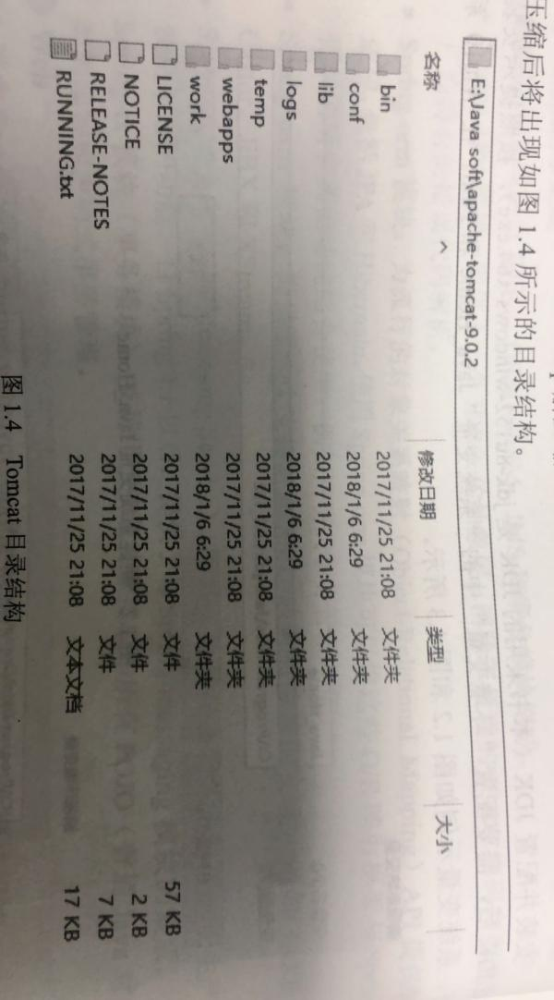 压缩后将出现如图 1.4 所示的目录结构。
E:\Java soft\apache-tomcat-9.0.2
名称 ^ 修改日期 类型 大小
bin 2017/11/25 21:08 文件夹
conf 2018/1/6 6:29 文件夹
lib 2017/11/25 21:08 文件夹
logs 2018/1/6 6:29 文件夹
temp 2017/11/25 21:08 文件夹
webapps 2017/11/25 21:08 文件夹
work 2018/1/6 6:29 文件夹
LICENSE 2017/11/25 21:08 文件 57 KB
NOTICE 2017/11/25 21:08 文件 2 KB
RELEASE-NOTES 2017/11/25 21:08 文件 7 KB
RUNNING.txt 2017/11/25 21:08 文本文档 17 KB
图 1.4 Tomcat 目录结构